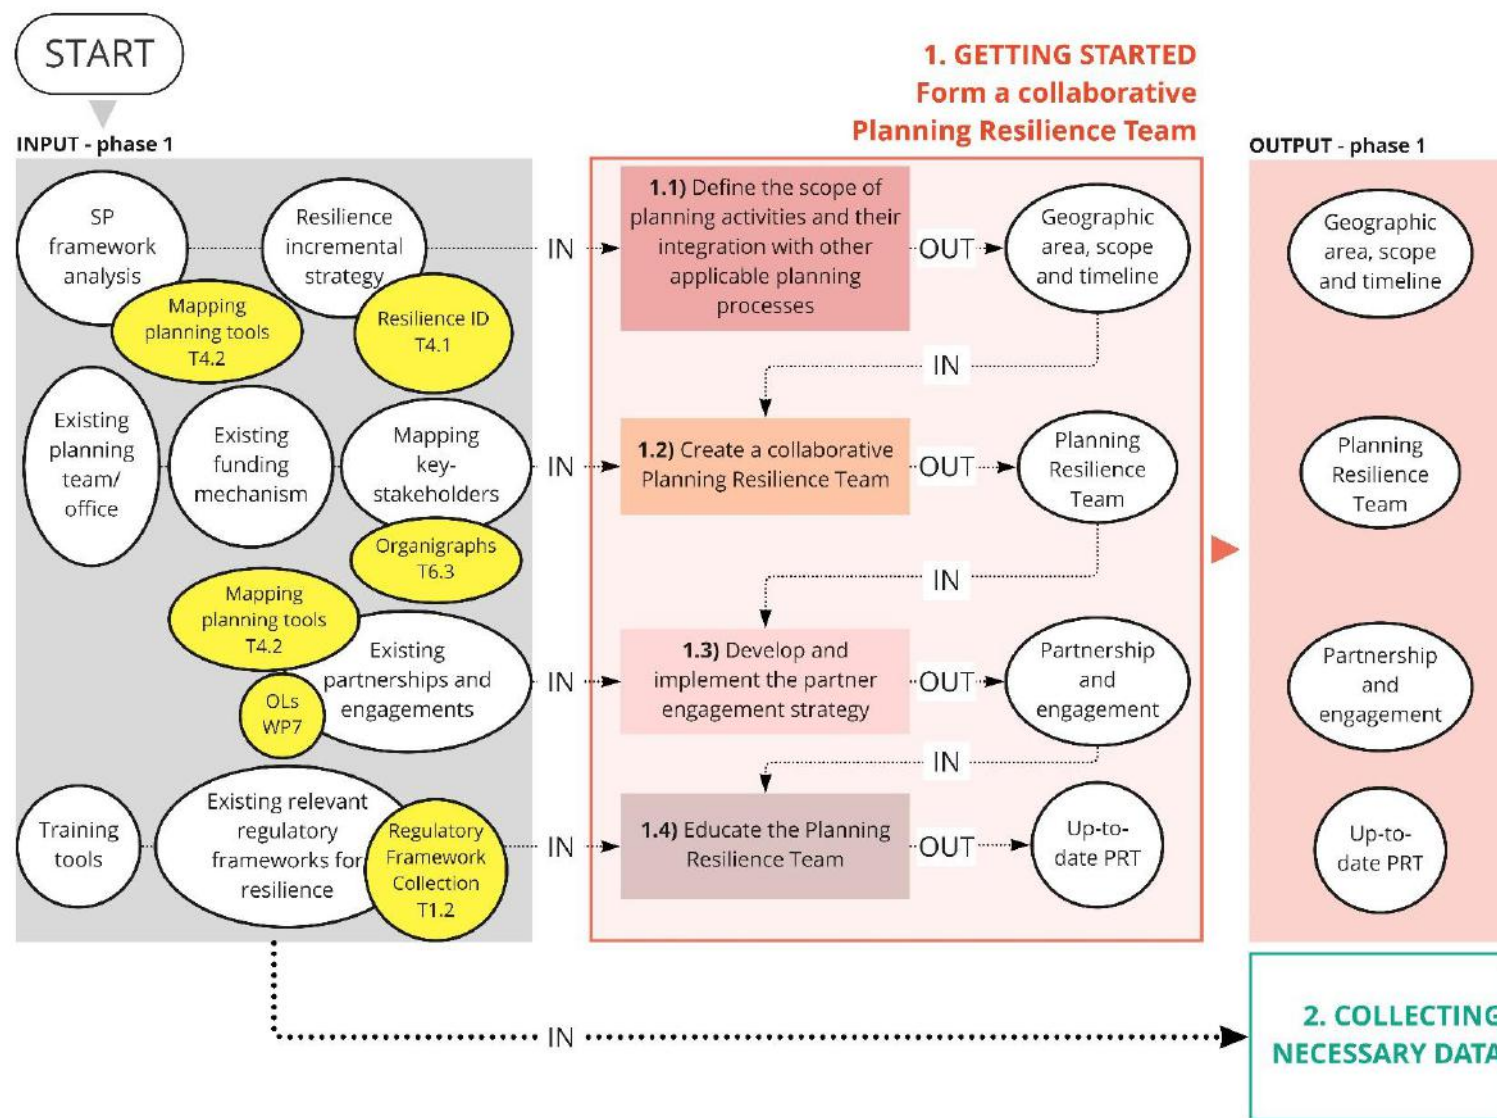 START
1. GETTING STARTED
Form a collaborative
Planning Resilience Team
INPUT - phase 1
OUTPUT - phase 1
SP
framework
analysis
Resilience
incremental
strategy
Mapping
planning tools
T4.2
Resilience ID
T4.1
IN
1.1) Define the scope of
planning activities and their
integration with other
applicable planning
processes
OUT
Geographic
area, scope
and timeline
Geographic
area, scope
and timeline
IN
Existing
planning
team/
office
Existing
funding
mechanism
Mapping
key-
stakeholders
Organigraphs
T6.3
IN
1.2) Create a collaborative
Planning Resilience Team
OUT
Planning
Resilience
Team
Planning
Resilience
Team
IN
Mapping
planning tools
T4.2
Existing
partnerships and
engagements
OLs
WP7
IN
1.3) Develop and
implement the partner
engagement strategy
OUT
Partnership
and
engagement
Partnership
and
engagement
IN
Training
tools
Existing relevant
regulatory
frameworks for
resilience
Regulatory
Framework
Collection
T1.2
IN
1.4) Educate the Planning
Resilience Team
OUT
Up-to-
date PRT
Up-to-
date PRT
IN
2. COLLECTING
NECESSARY DATA